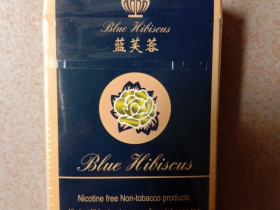 Blue Hibiscus
蓝芙蓉
Blue Hibiscus
Nicotine free Non-tobacco products